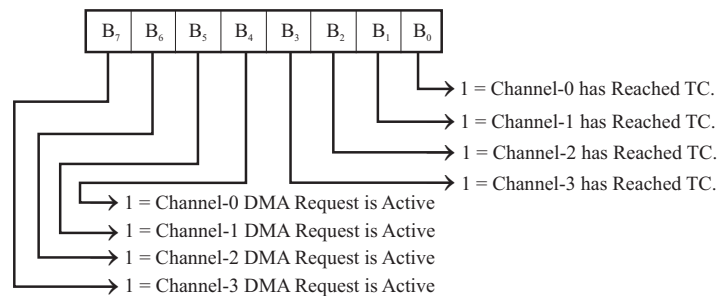 B₇ B₆ B₅ B₄ B₃ B₂ B₁ B₀
1 = Channel-0 has Reached TC.
1 = Channel-1 has Reached TC.
1 = Channel-2 has Reached TC.
1 = Channel-3 has Reached TC.
1 = Channel-0 DMA Request is Active
1 = Channel-1 DMA Request is Active
1 = Channel-2 DMA Request is Active
1 = Channel-3 DMA Request is Active